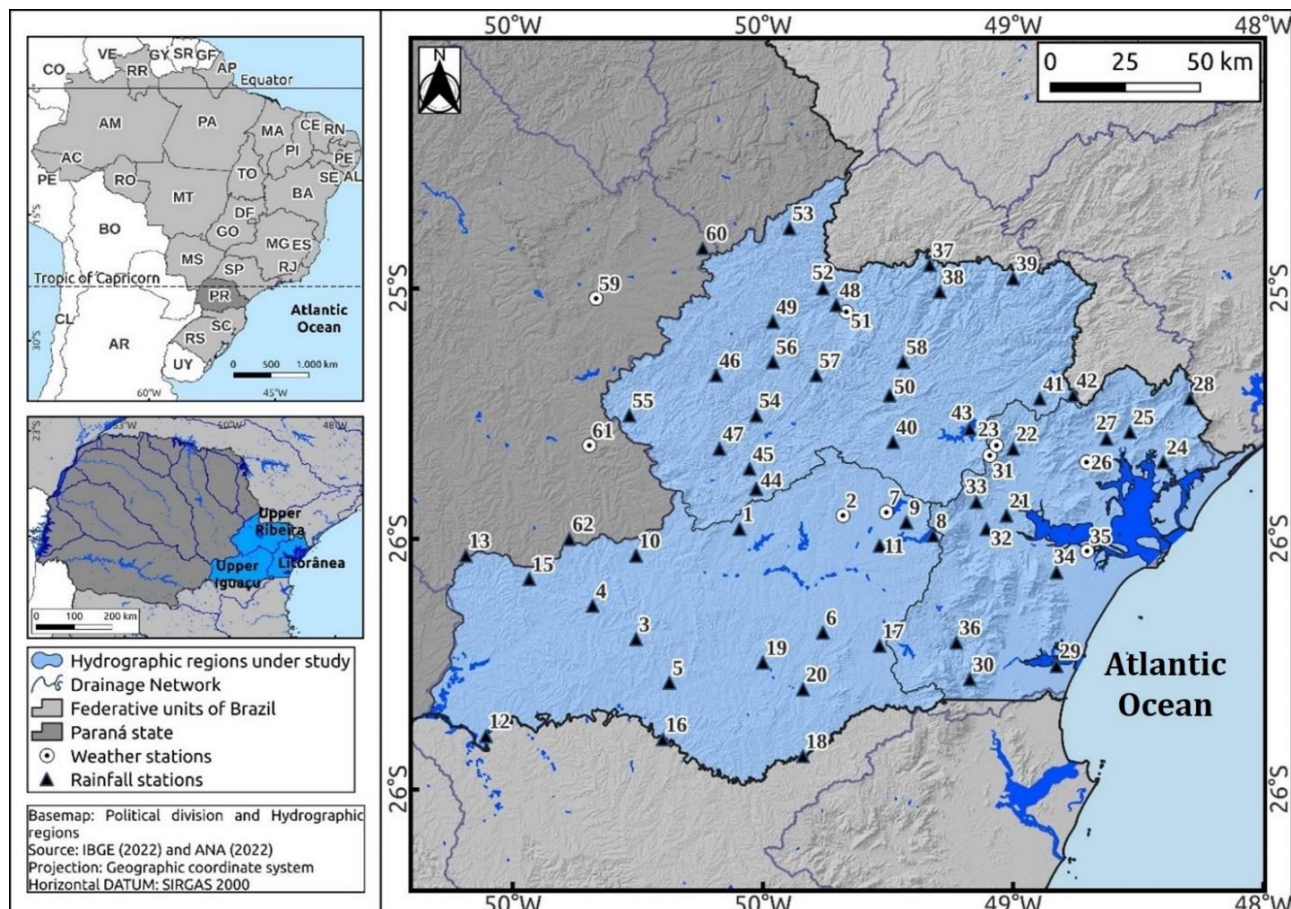 VE
GY
SR
GF
CO
RR
AP
Equator
0°
AM
PA
MA
CE
RN
PI
PE
AC
TO
SE
AL
PE
RO
BA
MT
15°S
BO
DF
GO
MG
ES
MS
SP
RJ
Tropic of Capricorn
PR
Atlantic
Ocean
CL
SC
AR
RS
30°S
UY
0 500 1.000 km
60°W
45°W
23°S
53°W
50°W
48°W
Upper
Ribeira
Litorânea
Upper
Iguaçu
26°S
0 100 200 km
Hydrographic regions under study
Drainage Network
Federative units of Brazil
Paraná state
Weather stations
Rainfall stations
Basemap: Political division and Hydrographic
regions
Source: IBGE (2022) and ANA (2022)
Projection: Geographic coordinate system
Horizontal DATUM: SIRGAS 2000
50°W
50°W
49°W
48°W
N
0 25 50 km
53
60
37
39
59
52
38
25°S
25°S
48
49
51
56
58
46
57
41
42
28
50
55
54
43
27
25
61
23
40
22
47
24
45
31
26
44
33
2
7
21
9
1
8
35
26°S
26°S
62
32
13
10
11
34
15
4
6
3
17
36
19
29
5
30
20
Atlantic
Ocean
12
16
18
26°S
26°S
50°W
50°W
49°W
48°W